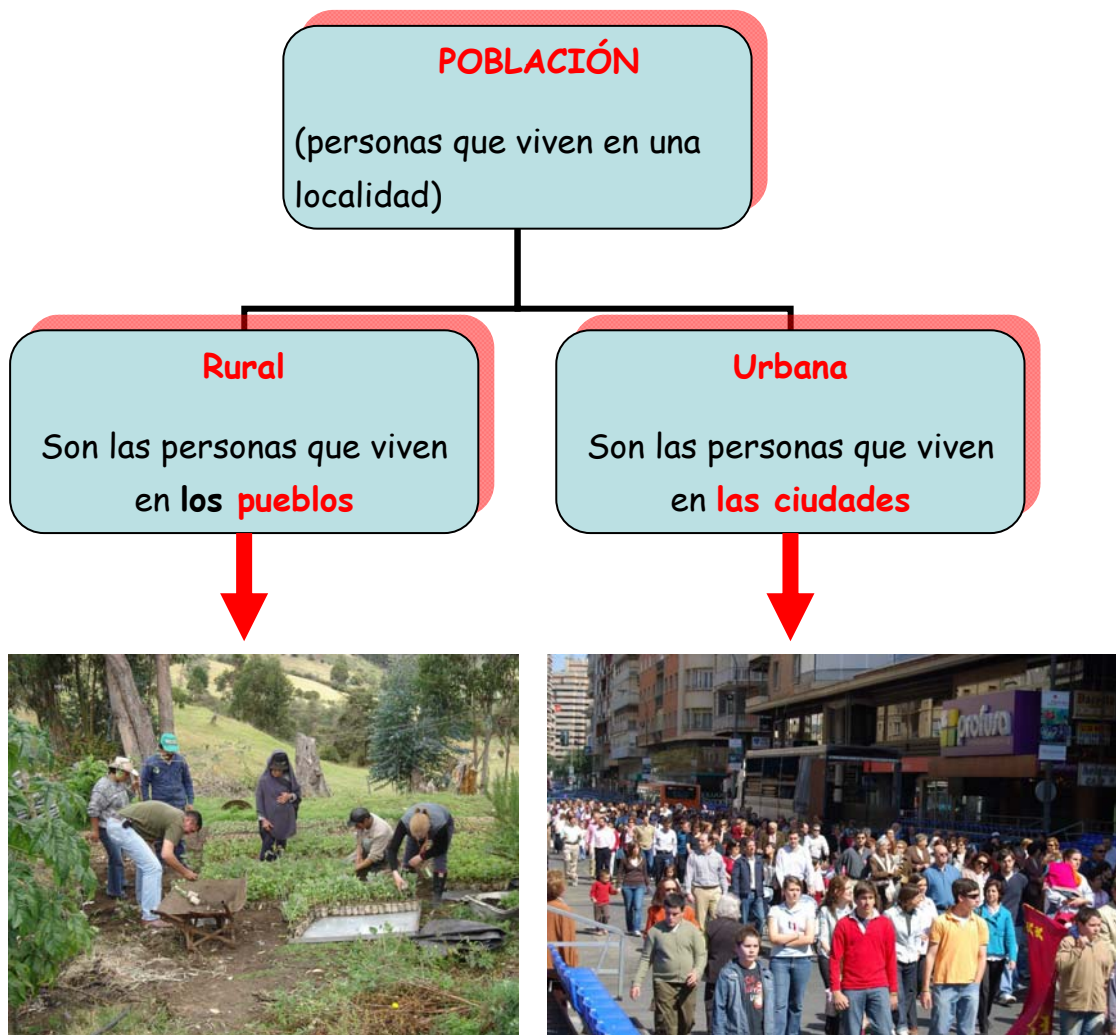 POBLACIÓN
(personas que viven en una
localidad)
Rural
Son las personas que viven
en los pueblos
Urbana
Son las personas que viven
en las ciudades
profura